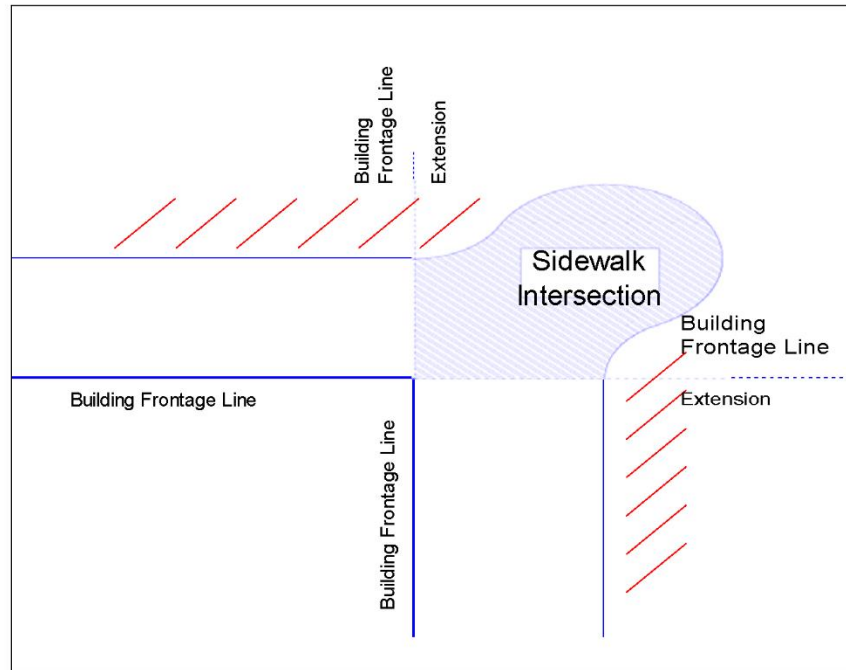 Building
Frontage Line
Extension
Sidewalk
Intersection
Building
Frontage Line
Extension
Building Frontage Line
Building Frontage Line